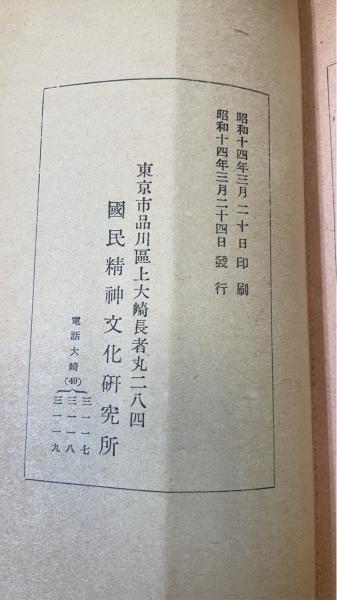 昭和十四年三月二十日印刷
昭和十四年三月二十四日發行
東京市品川區上大崎長者丸二八四
國民精神文化研究所
電話大崎(49)
三一一七
三一一八
三一一九